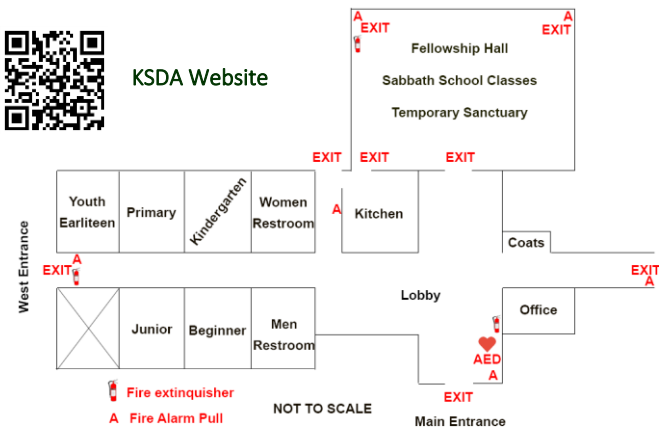 KSDA Website
A
EXIT
A
EXIT
Fellowship Hall
Sabbath School Classes
Temporary Sanctuary
EXIT
EXIT
EXIT
Youth
Earliteen
Primary
Kindergarten
Women
Restroom
A
Kitchen
Coats
West Entrance
A
EXIT
EXIT
A
Lobby
Junior
Beginner
Men
Restroom
Office
AED
A
EXIT
Main Entrance
Fire extinquisher
A Fire Alarm Pull
NOT TO SCALE